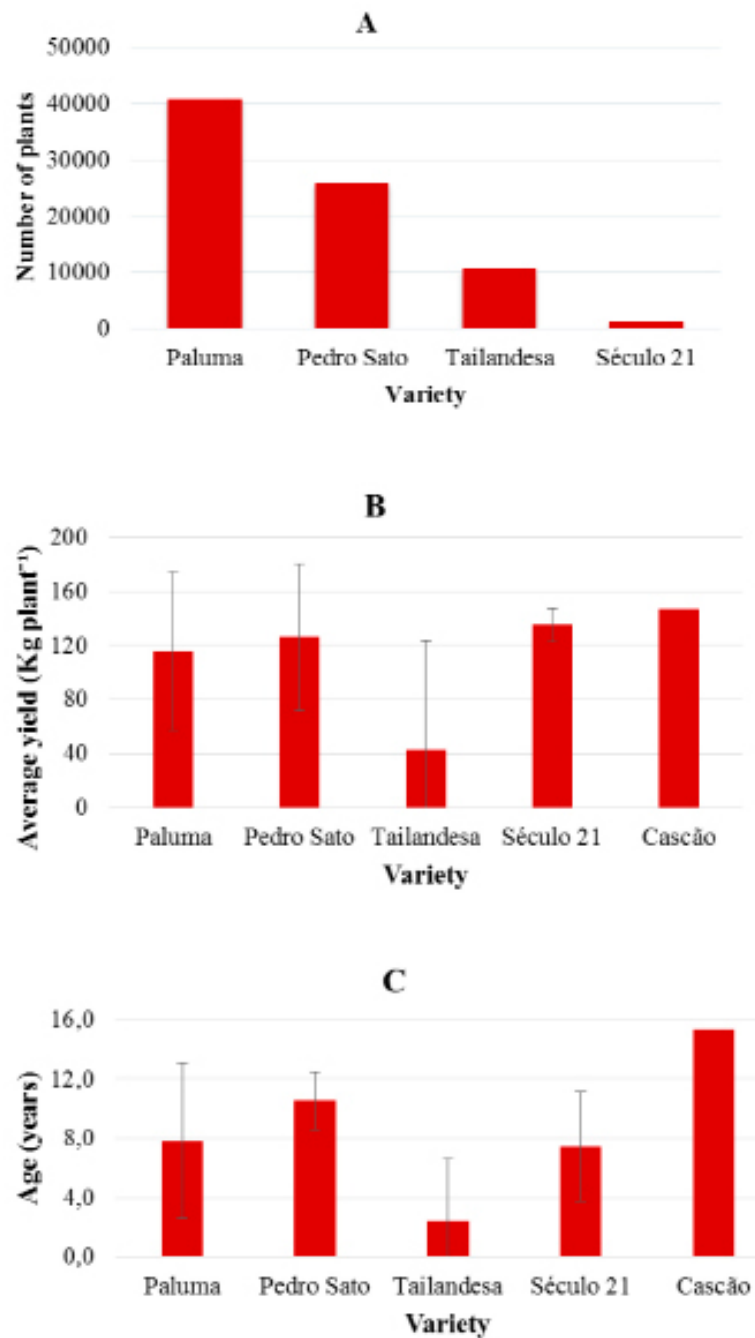 A
50000
40000
30000
20000
10000
0
Number of plants
Paluma Pedro Sato Tailandesa Século 21
Variety
B
200
160
120
80
40
0
Average yield (Kg plant⁻¹)
Paluma Pedro Sato Tailandesa Século 21 Cascão
Variety
C
16,0
12,0
8,0
4,0
0,0
Age (years)
Paluma Pedro Sato Tailandesa Século 21 Cascão
Variety